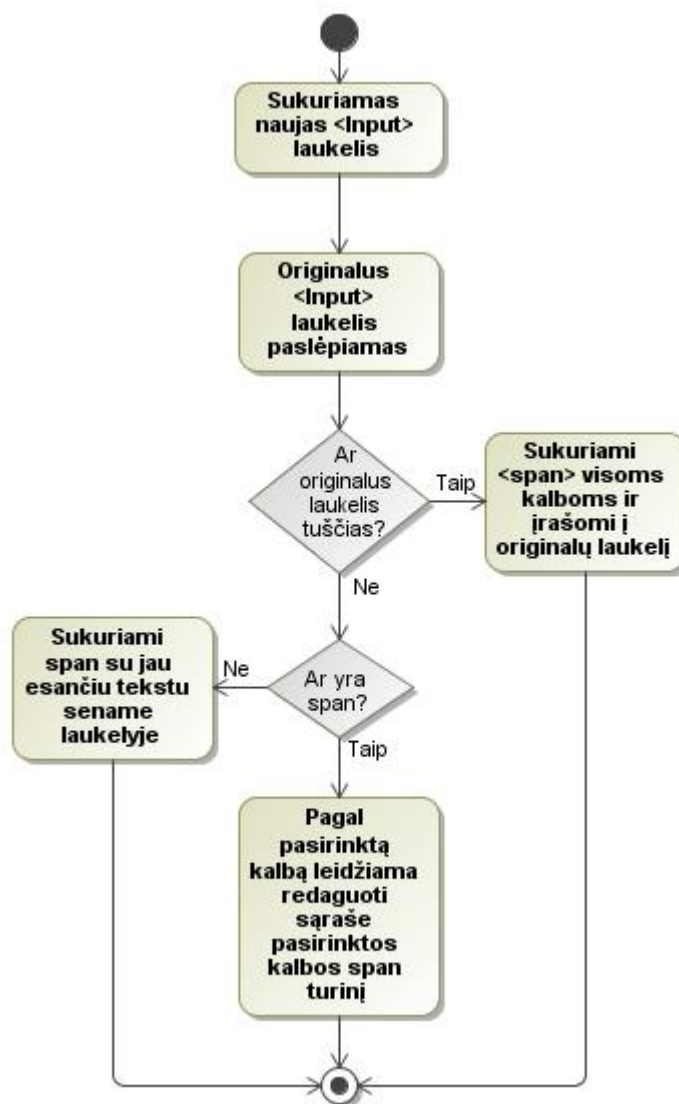 Sukuriamas
naujas <Input>
laukelis
Originalus
<Input>
laukelis
paslėpiamas
Ar
originalus
laukelis
tuščias?
Taip
Sukuriami
<span> visoms
kalboms ir
įrašomi į
originalų laukelį
Ne
Ar yra
span?
Ne
Sukuriami
span su jau
esančiu tekstu
sename
laukelyje
Taip
Pagal
pasirinktą
kalbą leidžiama
redaguoti
sąraše
pasirinktos
kalbos span
turinį